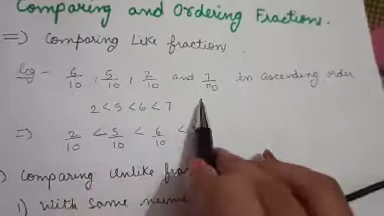 Comparing and Ordering Fractions.
=> Comparing Like fraction.
Eg - 6/10, 5/10, 2/10 and 7/10 in ascending order
2 < 5 < 6 < 7
=> 2/10 < 5/10 < 6/10 <
) Comparing Unlike
1) With Same